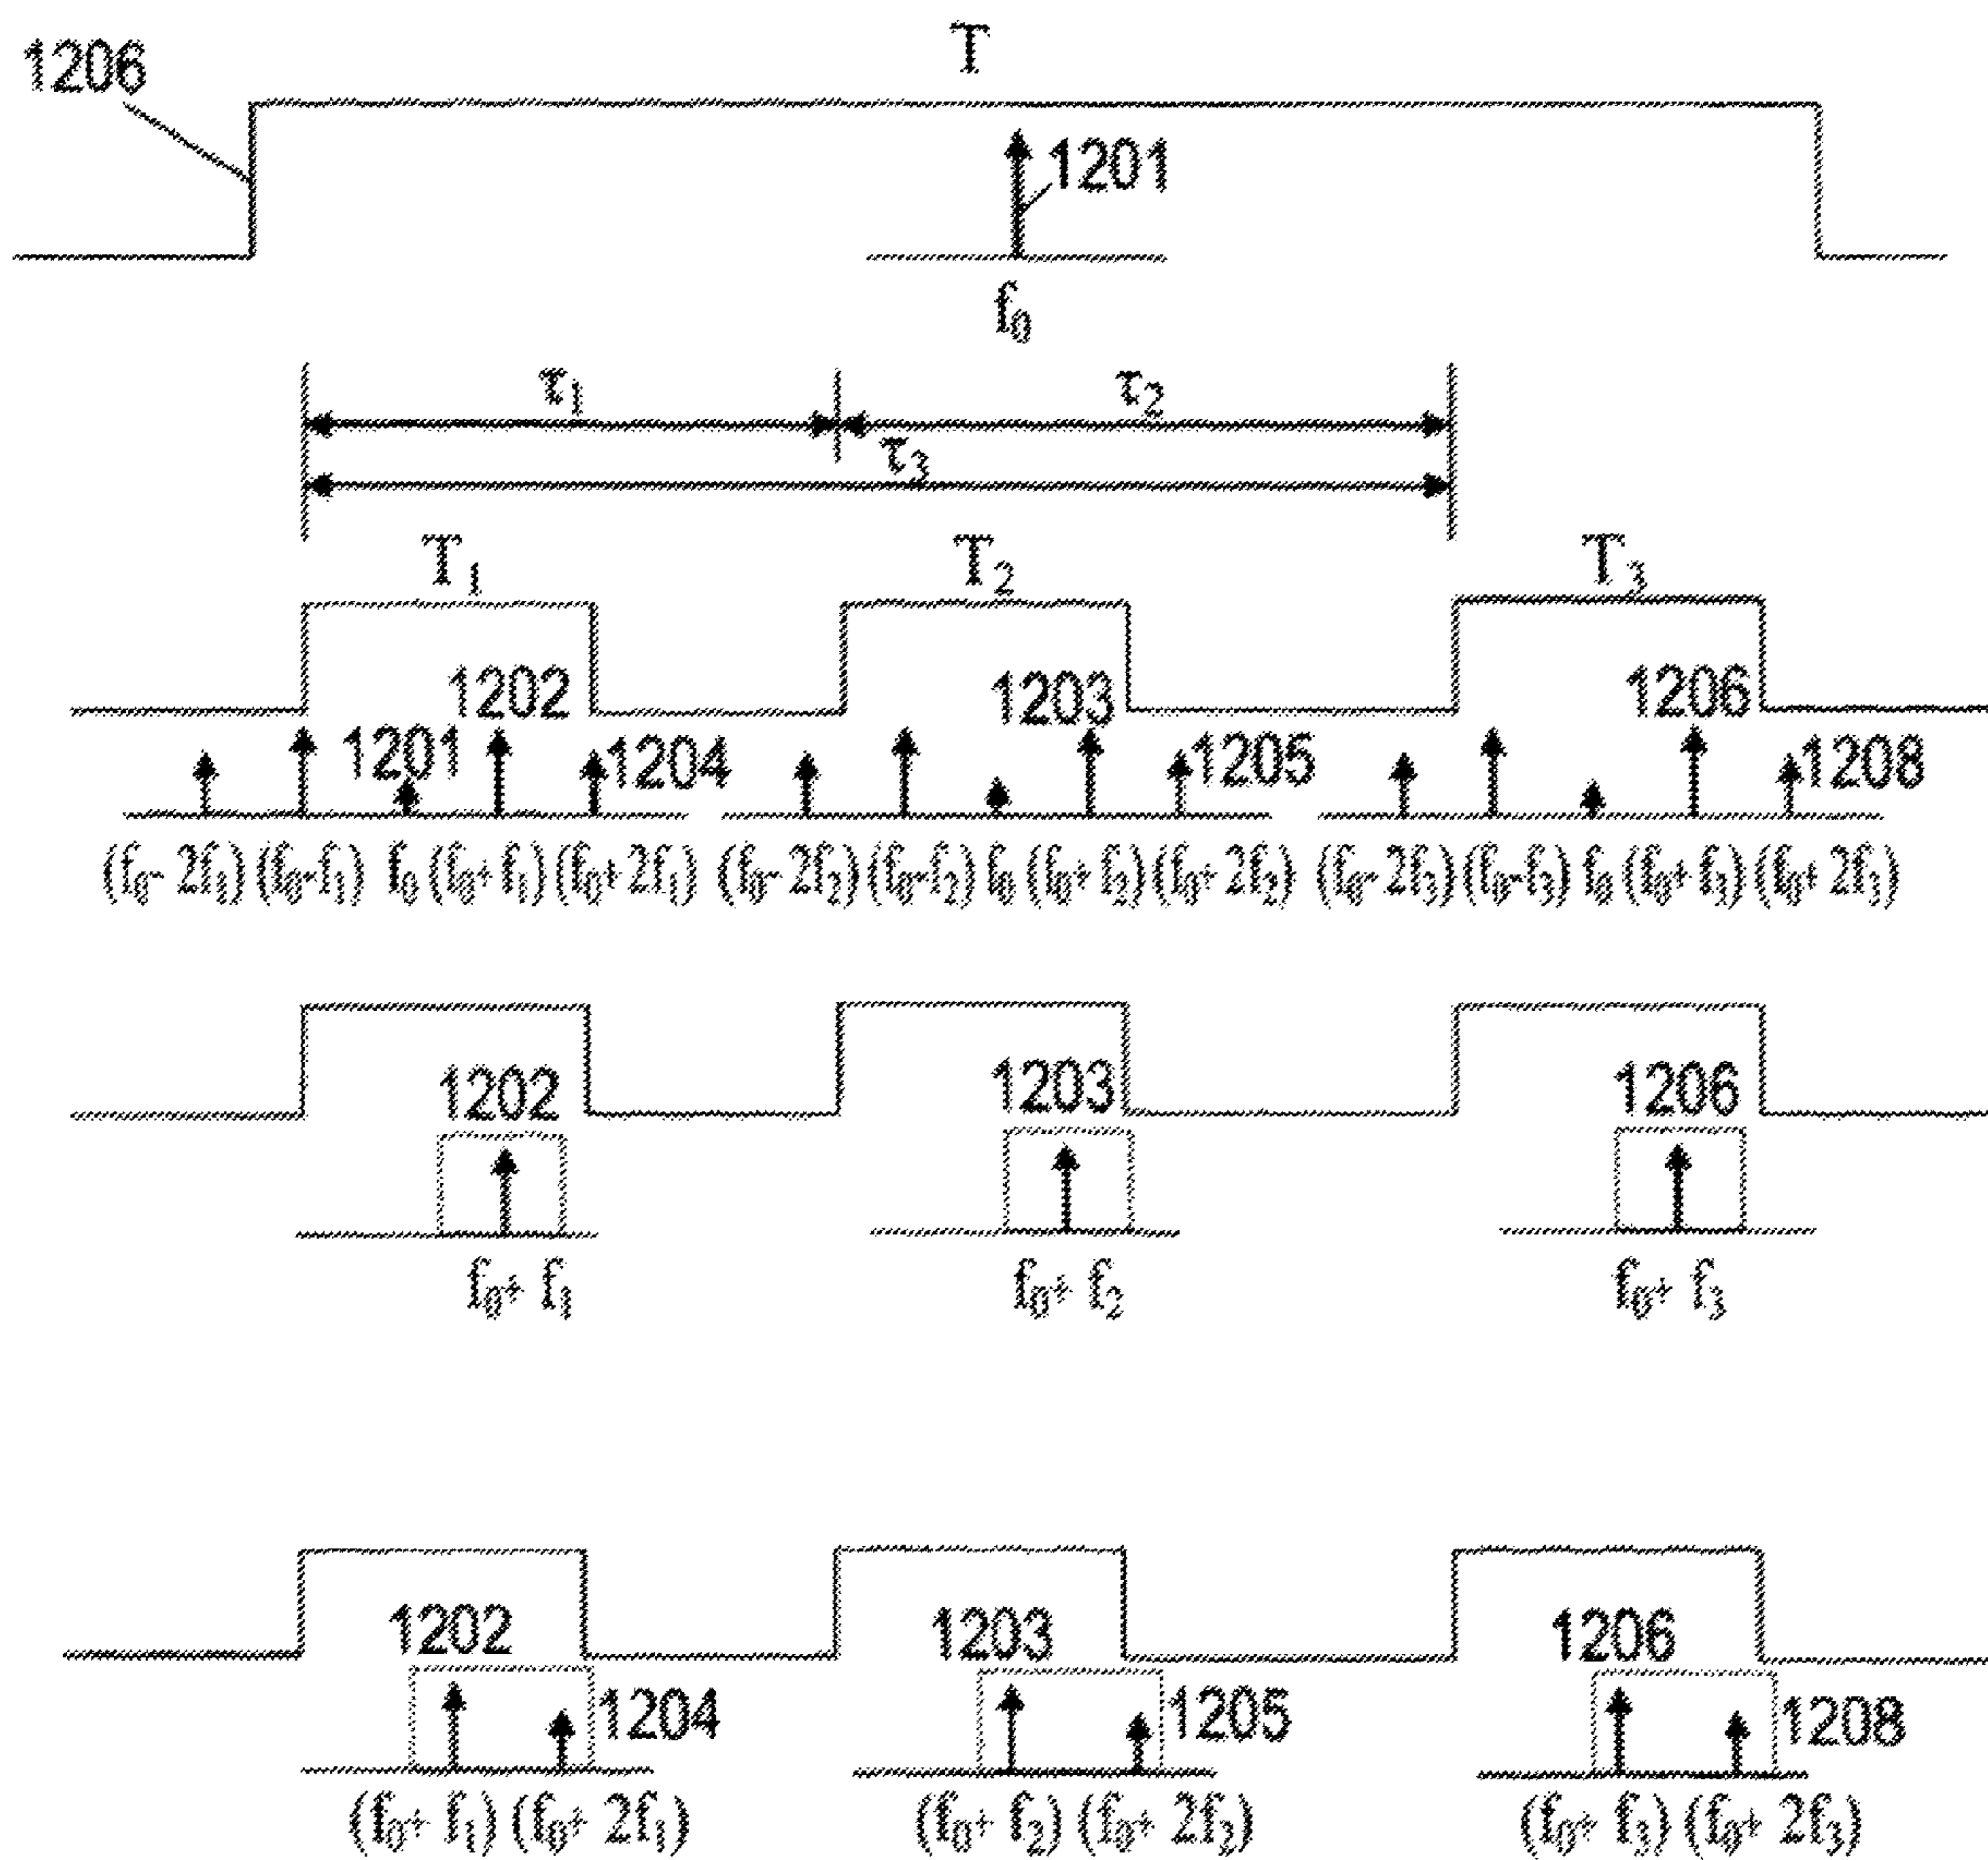 T
1206
1201
f₀
τ₁ τ₂
τ₃
T₁ T₂ T₃
1202 1203 1206
1201 1204 1205 1208
(f₀- 2f₁) (f₀-f₁) f₀ (f₀+ f₁) (f₀+ 2f₁) (f₀- 2f₂) (f₀-f₂) f₀ (f₀+ f₂) (f₀+ 2f₂) (f₀- 2f₃) (f₀-f₃) f₀ (f₀+ f₃) (f₀+ 2f₃)
1202 1203 1206
f₀+ f₁ f₀+ f₂ f₀+ f₃
1202 1203 1206
1204 1205 1208
(f₀+ f₁) (f₀+ 2f₁) (f₀+ f₂) (f₀+ 2f₂) (f₀+ f₃) (f₀+ 2f₃)